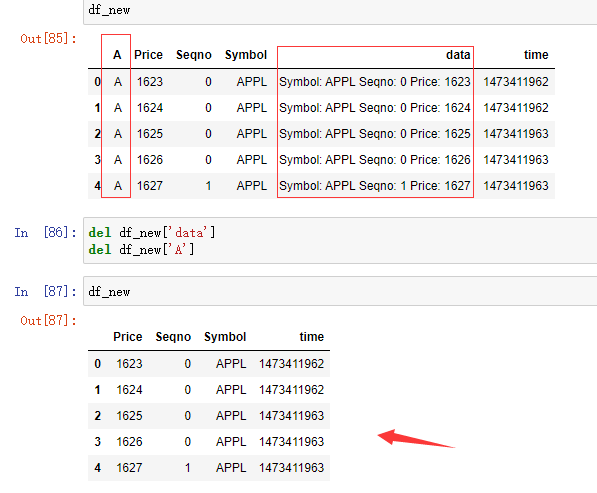 df_new
Out[85]:
A Price Seqno Symbol data time
0 A 1623 0 APPL Symbol: APPL Seqno: 0 Price: 1623 1473411962
1 A 1624 0 APPL Symbol: APPL Seqno: 0 Price: 1624 1473411962
2 A 1625 0 APPL Symbol: APPL Seqno: 0 Price: 1625 1473411963
3 A 1626 0 APPL Symbol: APPL Seqno: 0 Price: 1626 1473411963
4 A 1627 1 APPL Symbol: APPL Seqno: 1 Price: 1627 1473411963
In [86]: del df_new['data']
del df_new['A']
In [87]: df_new
Out[87]:
Price Seqno Symbol time
0 1623 0 APPL 1473411962
1 1624 0 APPL 1473411962
2 1625 0 APPL 1473411963
3 1626 0 APPL 1473411963
4 1627 1 APPL 1473411963